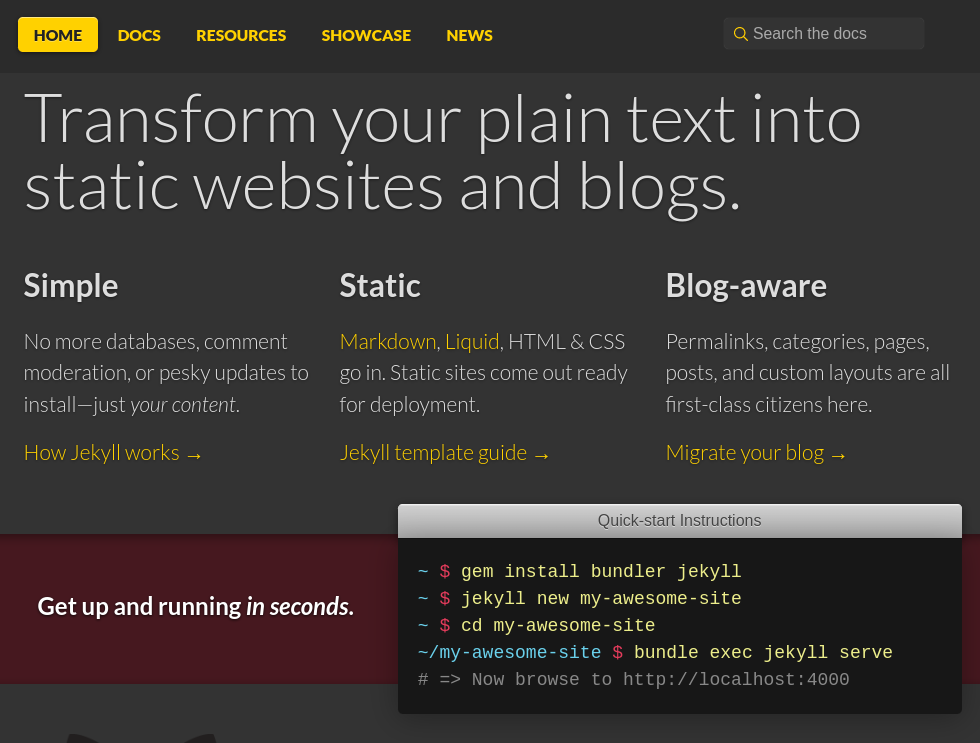 HOME DOCS RESOURCES SHOWCASE NEWS Search the docs
Transform your plain text into
static websites and blogs.
Simple
No more databases, comment
moderation, or pesky updates to
install—just your content.
How Jekyll works →
Static
Markdown, Liquid, HTML & CSS
go in. Static sites come out ready
for deployment.
Jekyll template guide →
Blog-aware
Permalinks, categories, pages,
posts, and custom layouts are all
first-class citizens here.
Migrate your blog →
Get up and running in seconds.
Quick-start Instructions
~ $ gem install bundler jekyll
~ $ jekyll new my-awesome-site
~ $ cd my-awesome-site
~/my-awesome-site $ bundle exec jekyll serve
# => Now browse to http://localhost:4000